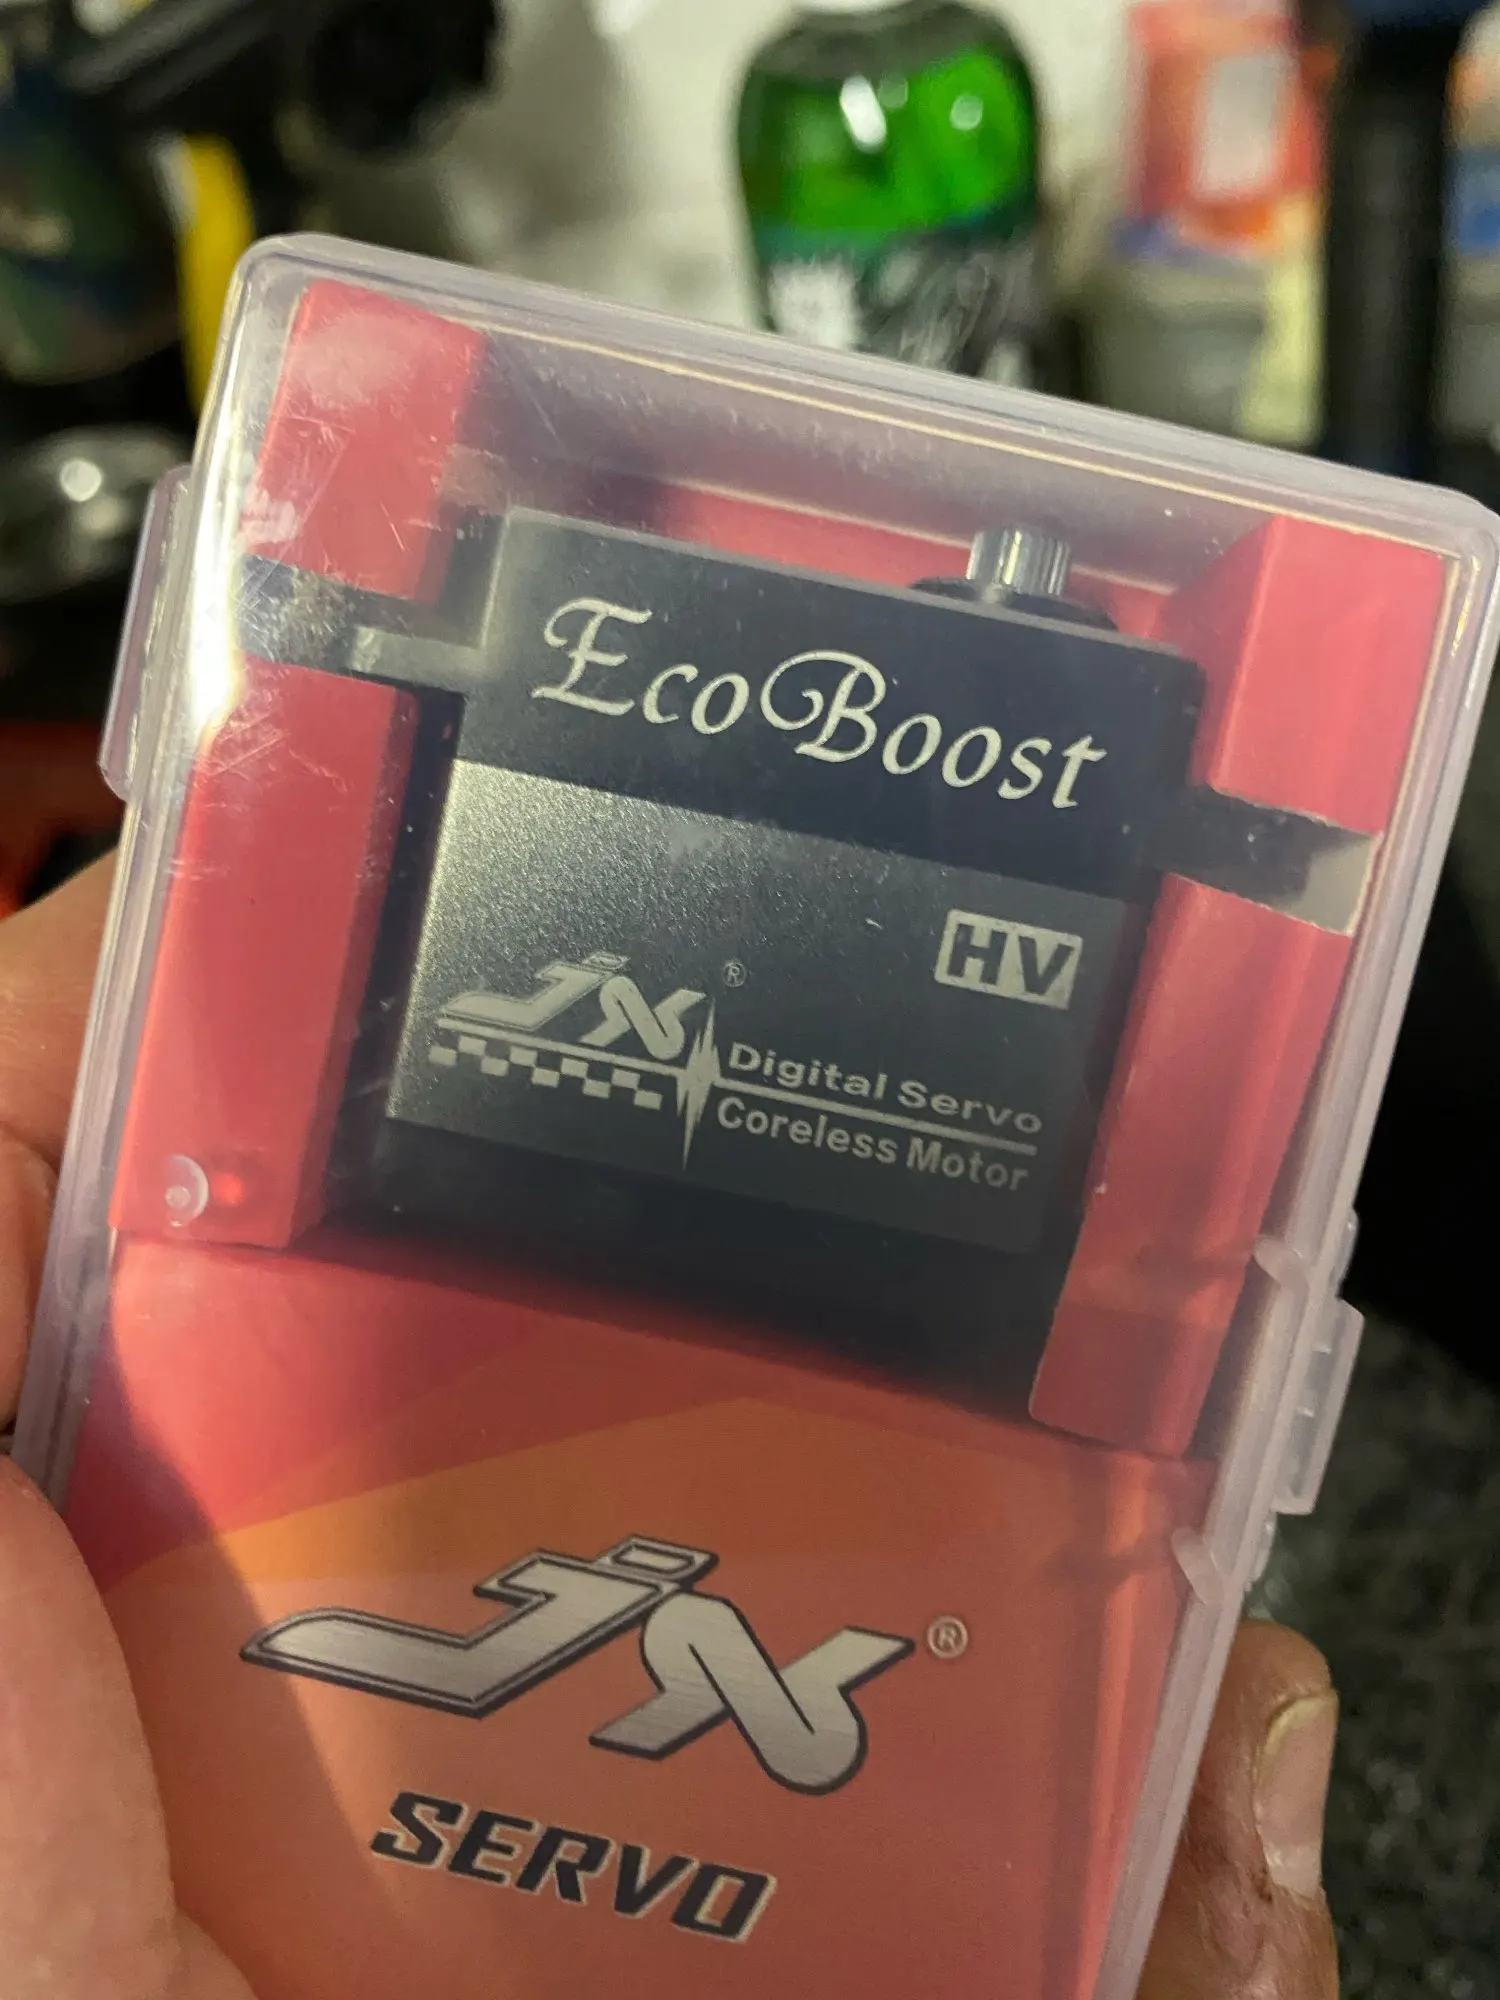 EcoBoost
HV
JX®
Digital Servo
Coreless Motor
JX®
SERVO